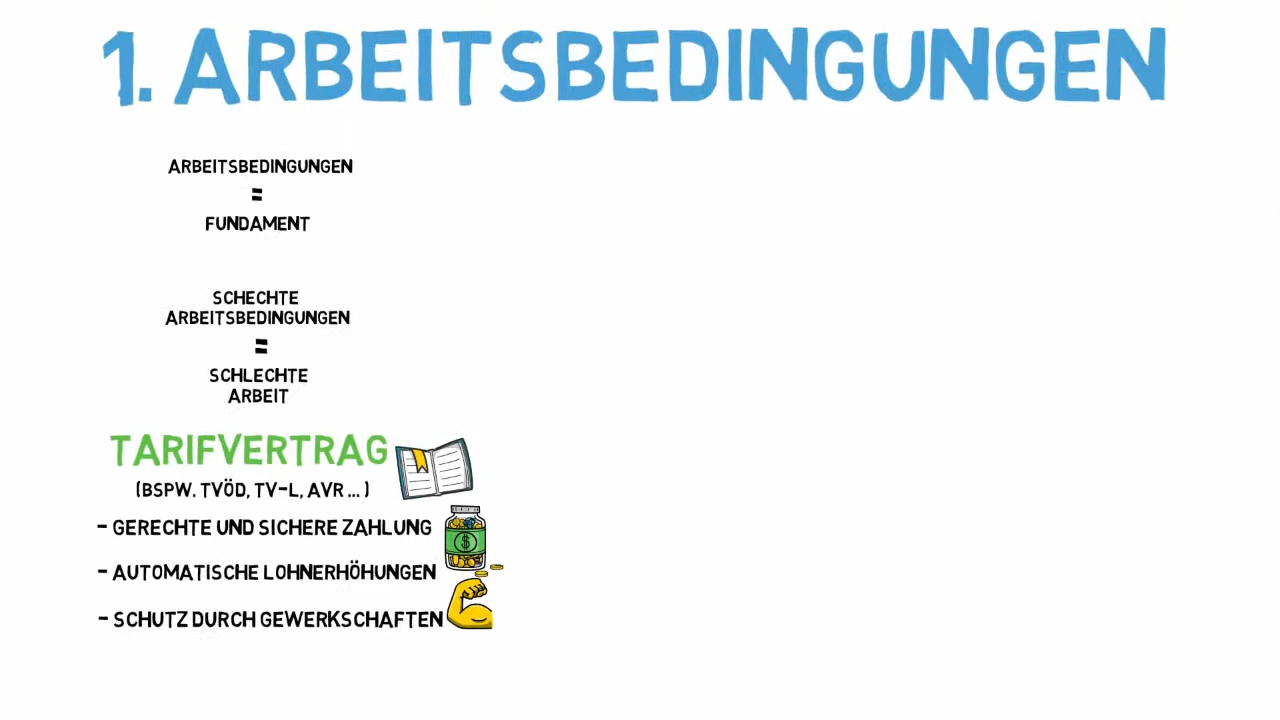 1. ARBEITSBEDINGUNGEN
ARBEITSBEDINGUNGEN
=
FUNDAMENT
SCHECHTE
ARBEITSBEDINGUNGEN
=
SCHLECHTE
ARBEIT
TARIFVERTRAG
(BSPW. TVÖD, TV-L, AVR ... )
- GERECHTE UND SICHERE ZAHLUNG
$
- AUTOMATISCHE LOHNERHÖHUNGEN
- SCHUTZ DURCH GEWERKSCHAFTEN